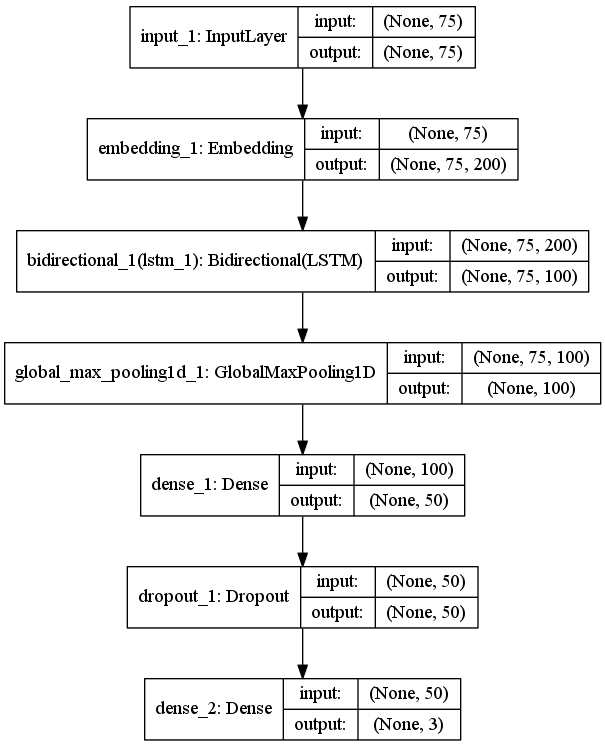 input_1: InputLayer
input: (None, 75)
output: (None, 75)
embedding_1: Embedding
input: (None, 75)
output: (None, 75, 200)
bidirectional_1(lstm_1): Bidirectional(LSTM)
input: (None, 75, 200)
output: (None, 75, 100)
global_max_pooling1d_1: GlobalMaxPooling1D
input: (None, 75, 100)
output: (None, 100)
dense_1: Dense
input: (None, 100)
output: (None, 50)
dropout_1: Dropout
input: (None, 50)
output: (None, 50)
dense_2: Dense
input: (None, 50)
output: (None, 3)